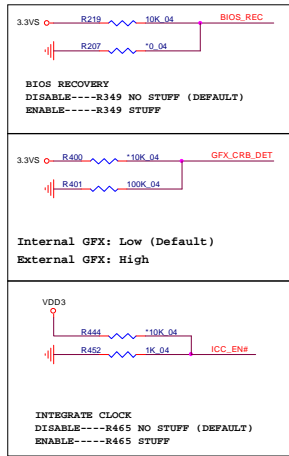 3.3VS R219 10K_04 BIOS_REC
R207 *0_04
BIOS RECOVERY
DISABLE----R349 NO STUFF (DEFAULT)
ENABLE----R349 STUFF
3.3VS R400 *10K_04 GFX_CRB_DET
R401 100K_04
Internal GFX: Low (Default)
External GFX: High
VDD3
R444 *10K_04
R452 1K_04 ICC_EN#
INTEGRATE CLOCK
DISABLE----R465 NO STUFF (DEFAULT)
ENABLE-----R465 STUFF